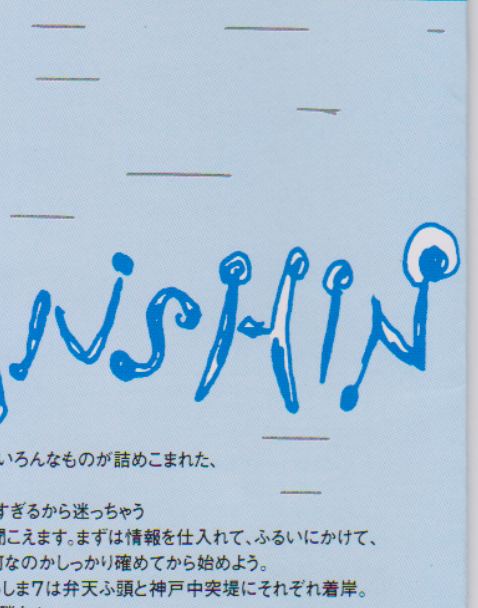 NSHIN
いろんなものが詰めこまれた、
すぎるから迷っちゃう
こえます。まずは情報を仕入れて、ふるいにかけて、
なのかしっかり確めてから始めよう。
しま7は弁天ふ頭と神戸中突堤にそれぞれ着岸。